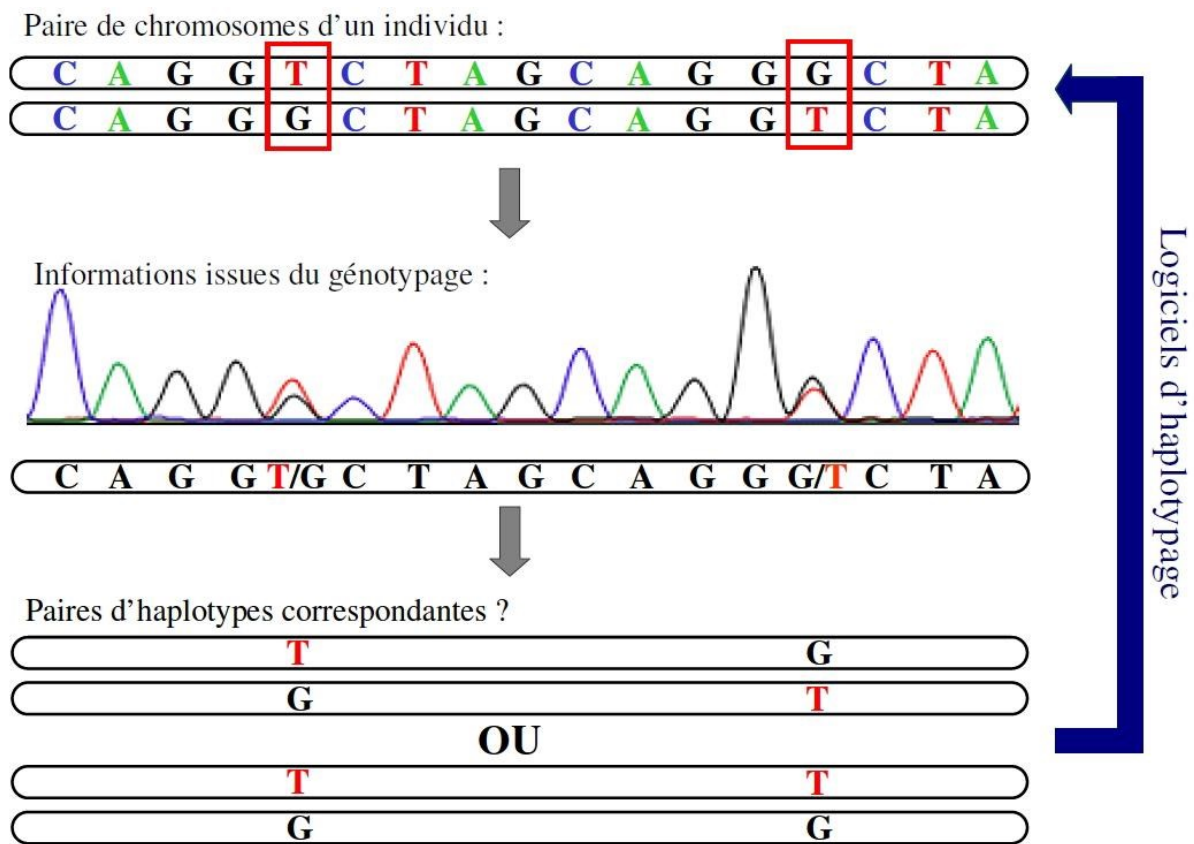 Paire de chromosomes d'un individu :
C A G G T C T A G C A G G G C T A
C A G G G C T A G C A G G T C T A
Informations issues du génotypage :
C A G G T/G C T A G C A G G G/T C T A
Paires d'haplotypes correspondantes ?
T G
G T
OU
T T
G G
Logiciels d'haplotypage